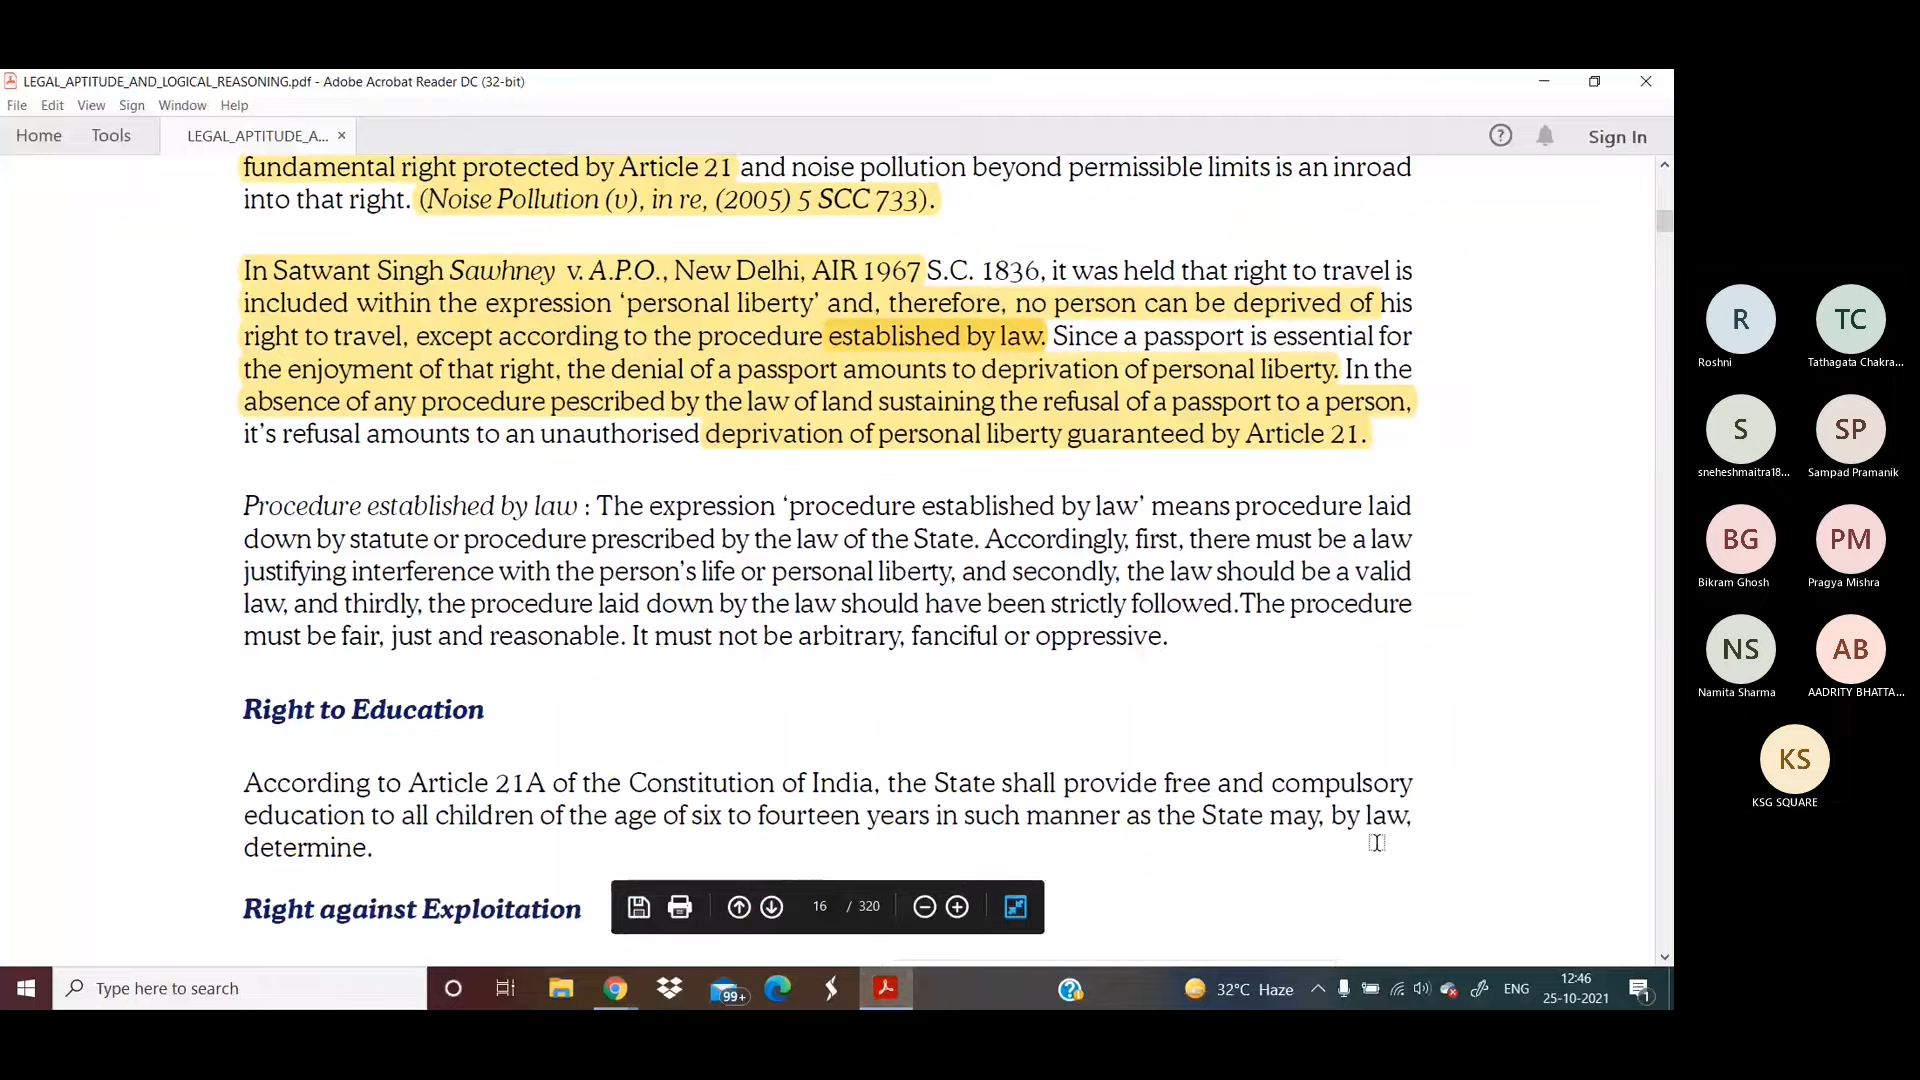 LEGAL_APTITUDE_AND_LOGICAL_REASONING.pdf - Adobe Acrobat Reader DC (32-bit)
File Edit View Sign Window Help
Home Tools LEGAL_APTITUDE_A... × Sign In
fundamental right protected by Article 21 and noise pollution beyond permissible limits is an inroad
into that right. (Noise Pollution (v), in re, (2005) 5 SCC 733).
In Satwant Singh Sawhney v. A.P.O., New Delhi, AIR 1967 S.C. 1836, it was held that right to travel is
included within the expression ‘personal liberty’ and, therefore, no person can be deprived of his
right to travel, except according to the procedure established by law. Since a passport is essential for
the enjoyment of that right, the denial of a passport amounts to deprivation of personal liberty. In the
absence of any procedure pescribed by the law of land sustaining the refusal of a passport to a person,
it’s refusal amounts to an unauthorised deprivation of personal liberty guaranteed by Article 21.
Procedure established by law : The expression ‘procedure established by law’ means procedure laid
down by statute or procedure prescribed by the law of the State. Accordingly, first, there must be a law
justifying interference with the person’s life or personal liberty, and secondly, the law should be a valid
law, and thirdly, the procedure laid down by the law should have been strictly followed.The procedure
must be fair, just and reasonable. It must not be arbitrary, fanciful or oppressive.
Right to Education
According to Article 21A of the Constitution of India, the State shall provide free and compulsory
education to all children of the age of six to fourteen years in such manner as the State may, by law,
determine.
Right against Exploitation
16 / 320
Type here to search
99+
32°C Haze
ENG
12:46
25-10-2021
1
R TC
Roshni Tathagata Chakra...
S SP
sneheshmaitra18... Sampad Pramanik
BG PM
Bikram Ghosh Pragya Mishra
NS AB
Namita Sharma AADRITY BHATTA...
KS
KSG SQUARE